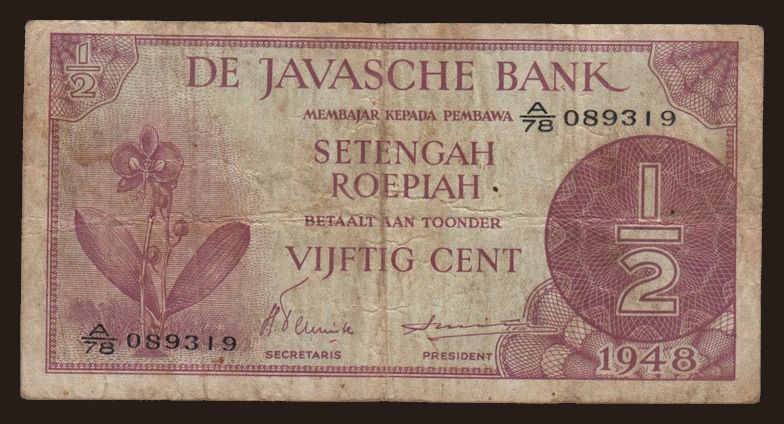 1/2
DE JAVASCHE BANK
MEMBAJAR KEPADA PEMBAWA
A/78 089319
SETENGAH
ROEPIAH
BETAALT AAN TOONDER
VIJFTIG CENT
1/2
A/78 089319
SECRETARIS
PRESIDENT
1948